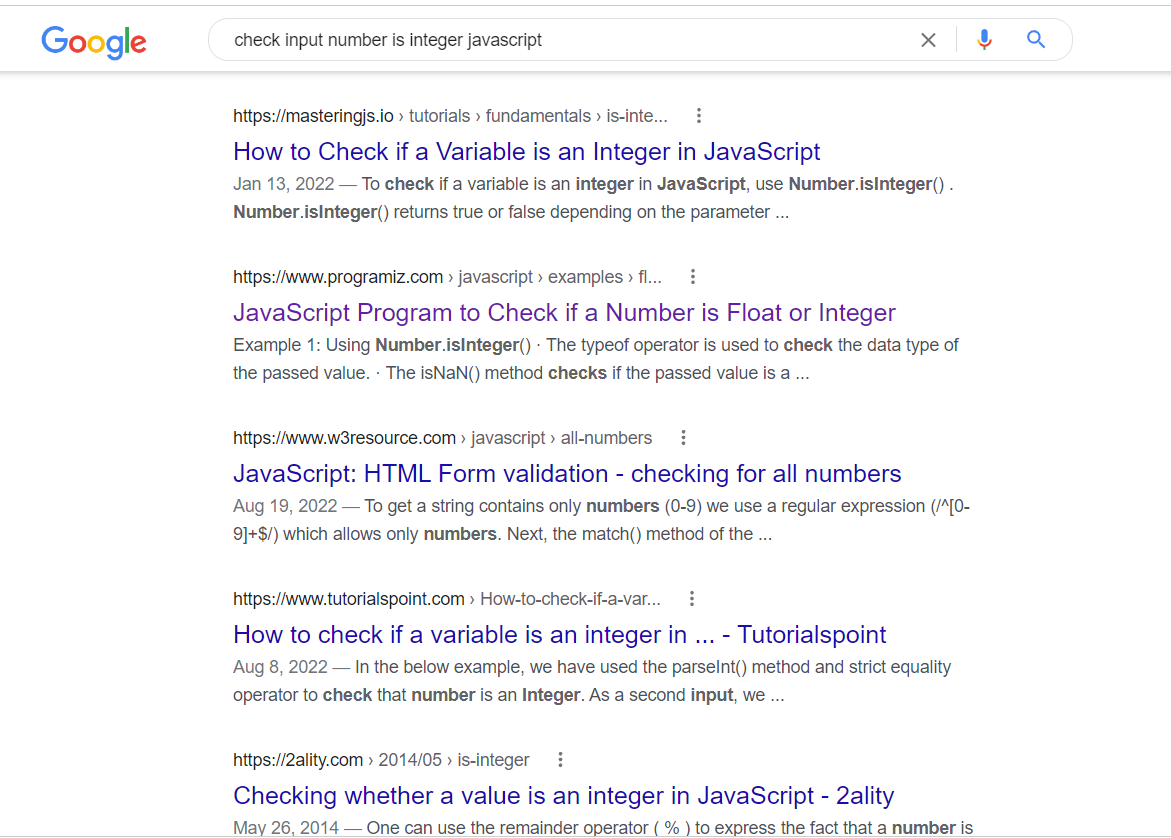 Google
check input number is integer javascript
https://masteringjs.io › tutorials › fundamentals › is-inte...
How to Check if a Variable is an Integer in JavaScript
Jan 13, 2022 — To check if a variable is an integer in JavaScript, use Number.isInteger() .
Number.isInteger() returns true or false depending on the parameter ...
https://www.programiz.com › javascript › examples › fl...
JavaScript Program to Check if a Number is Float or Integer
Example 1: Using Number.isInteger() · The typeof operator is used to check the data type of
the passed value. · The isNaN() method checks if the passed value is a ...
https://www.w3resource.com › javascript › all-numbers
JavaScript: HTML Form validation - checking for all numbers
Aug 19, 2022 — To get a string contains only numbers (0-9) we use a regular expression (/^[0-
9]+$/) which allows only numbers. Next, the match() method of the ...
https://www.tutorialspoint.com › How-to-check-if-a-var...
How to check if a variable is an integer in ... - Tutorialspoint
Aug 8, 2022 — In the below example, we have used the parseInt() method and strict equality
operator to check that number is an Integer. As a second input, we ...
https://2ality.com › 2014/05 › is-integer
Checking whether a value is an integer in JavaScript - 2ality
May 26, 2014 — One can use the remainder operator ( % ) to express the fact that a number is